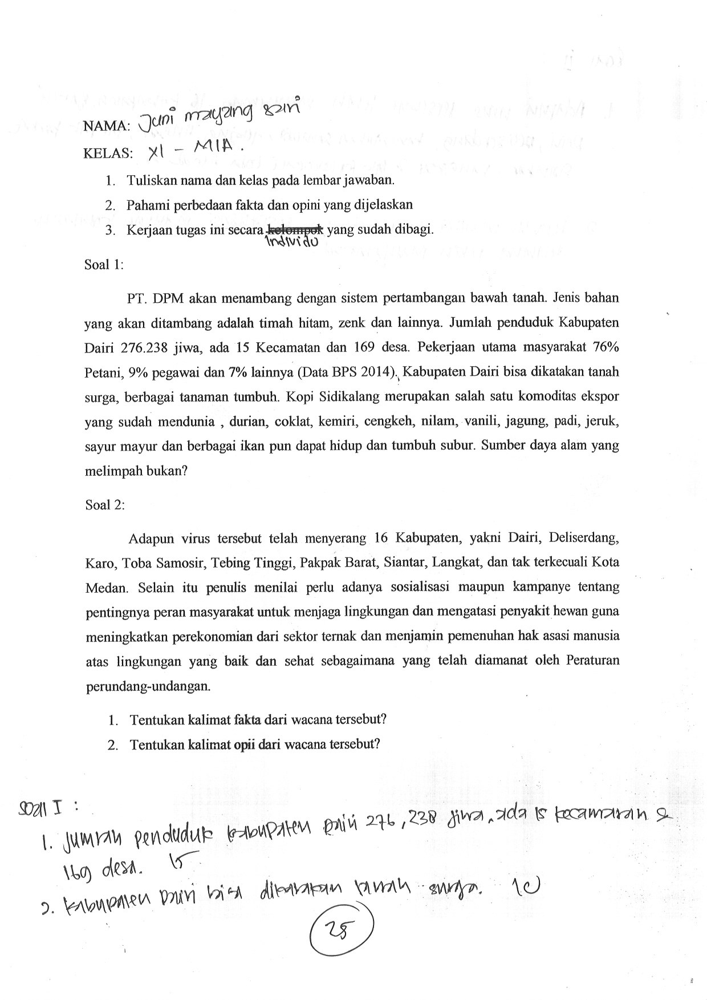 NAMA: Juni mayang sari
KELAS: XI - MIA.
1. Tuliskan nama dan kelas pada lembar jawaban.
2. Pahami perbedaan fakta dan opini yang dijelaskan
3. Kerjaan tugas ini secara kelompok yang sudah dibagi.
Individu
Soal 1:
PT. DPM akan menambang dengan sistem pertambangan bawah tanah. Jenis bahan
yang akan ditambang adalah timah hitam, zenk dan lainnya. Jumlah penduduk Kabupaten
Dairi 276.238 jiwa, ada 15 Kecamatan dan 169 desa. Pekerjaan utama masyarakat 76%
Petani, 9% pegawai dan 7% lainnya (Data BPS 2014). Kabupaten Dairi bisa dikatakan tanah
surga, berbagai tanaman tumbuh. Kopi Sidikalang merupakan salah satu komoditas ekspor
yang sudah mendunia , durian, coklat, kemiri, cengkeh, nilam, vanili, jagung, padi, jeruk,
sayur mayur dan berbagai ikan pun dapat hidup dan tumbuh subur. Sumber daya alam yang
melimpah bukan?
Soal 2:
Adapun virus tersebut telah menyerang 16 Kabupaten, yakni Dairi, Deliserdang,
Karo, Toba Samosir, Tebing Tinggi, Pakpak Barat, Siantar, Langkat, dan tak terkecuali Kota
Medan. Selain itu penulis menilai perlu adanya sosialisasi maupun kampanye tentang
pentingnya peran masyarakat untuk menjaga lingkungan dan mengatasi penyakit hewan guna
meningkatkan perekonomian dari sektor ternak dan menjamin pemenuhan hak asasi manusia
atas lingkungan yang baik dan sehat sebagaimana yang telah diamanat oleh Peraturan
perundang-undangan.
1. Tentukan kalimat fakta dari wacana tersebut?
2. Tentukan kalimat opii dari wacana tersebut?
Soal I :
1. Jumlah penduduk kabupaten Dairi 276,238 jiwa, ada 15 kecamatan &
169 desa. 15
2. kabupaten Dairi bisa dikatakan tanah surga. 10
25